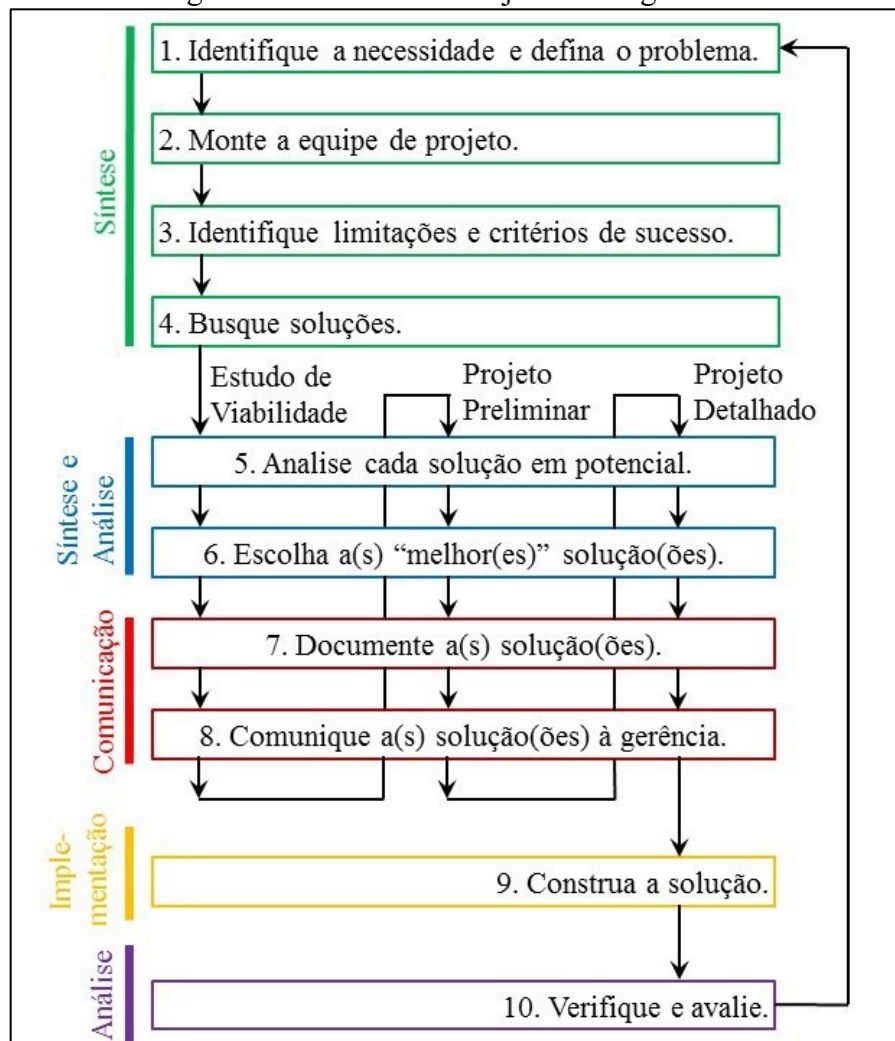 1. Identifique a necessidade e defina o problema.
2. Monte a equipe de projeto.
3. Identifique limitações e critérios de sucesso.
4. Busque soluções.
Síntese
Estudo de
Viabilidade
Projeto
Preliminar
Projeto
Detalhado
5. Analise cada solução em potencial.
6. Escolha a(s) “melhor(es)” solução(ões).
Síntese e
Análise
7. Documente a(s) solução(ões).
8. Comunique a(s) solução(ões) à gerência.
Comunicação
9. Construa a solução.
Imple-
mentação
10. Verifique e avalie.
Análise